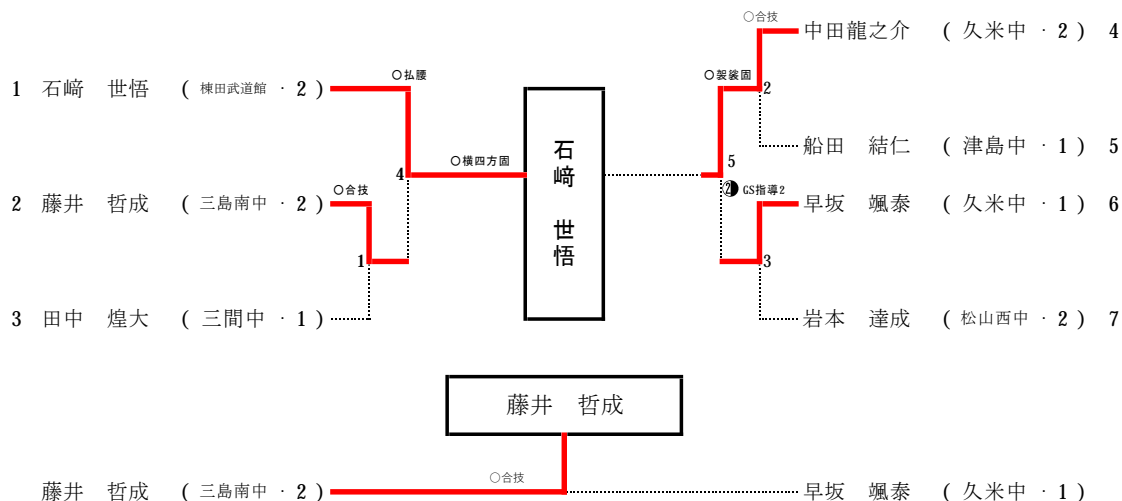 ○合技
中田龍之介 (久米中・2) 4
○払腰
○袈裟固
1 石﨑 世悟 (棟田武道館・2)
2
船田 結仁 (津島中・1) 5
○横四方固
5
4
石﨑 世悟
② GS指導2
○合技
2 藤井 哲成 (三島南中・2)
早坂 颯泰 (久米中・1) 6
1
3
3 田中 煌大 (三間中・1)
岩本 達成 (松山西中・2) 7
藤井 哲成
○合技
藤井 哲成 (三島南中・2)
早坂 颯泰 (久米中・1)